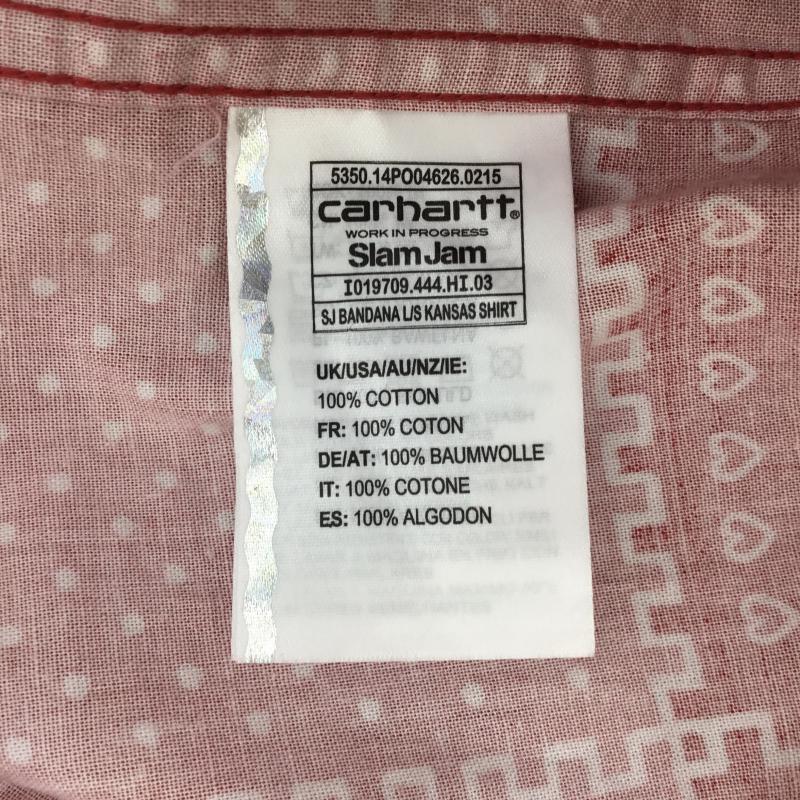 5350.14PO04626.0215
carhartt®
WORK IN PROGRESS
Slam Jam
I019709.444.HI.03
SJ BANDANA L/S KANSAS SHIRT
UK/USA/AU/NZ/IE:
100% COTTON
FR: 100% COTON
DE/AT: 100% BAUMWOLLE
IT: 100% COTONE
ES: 100% ALGODON